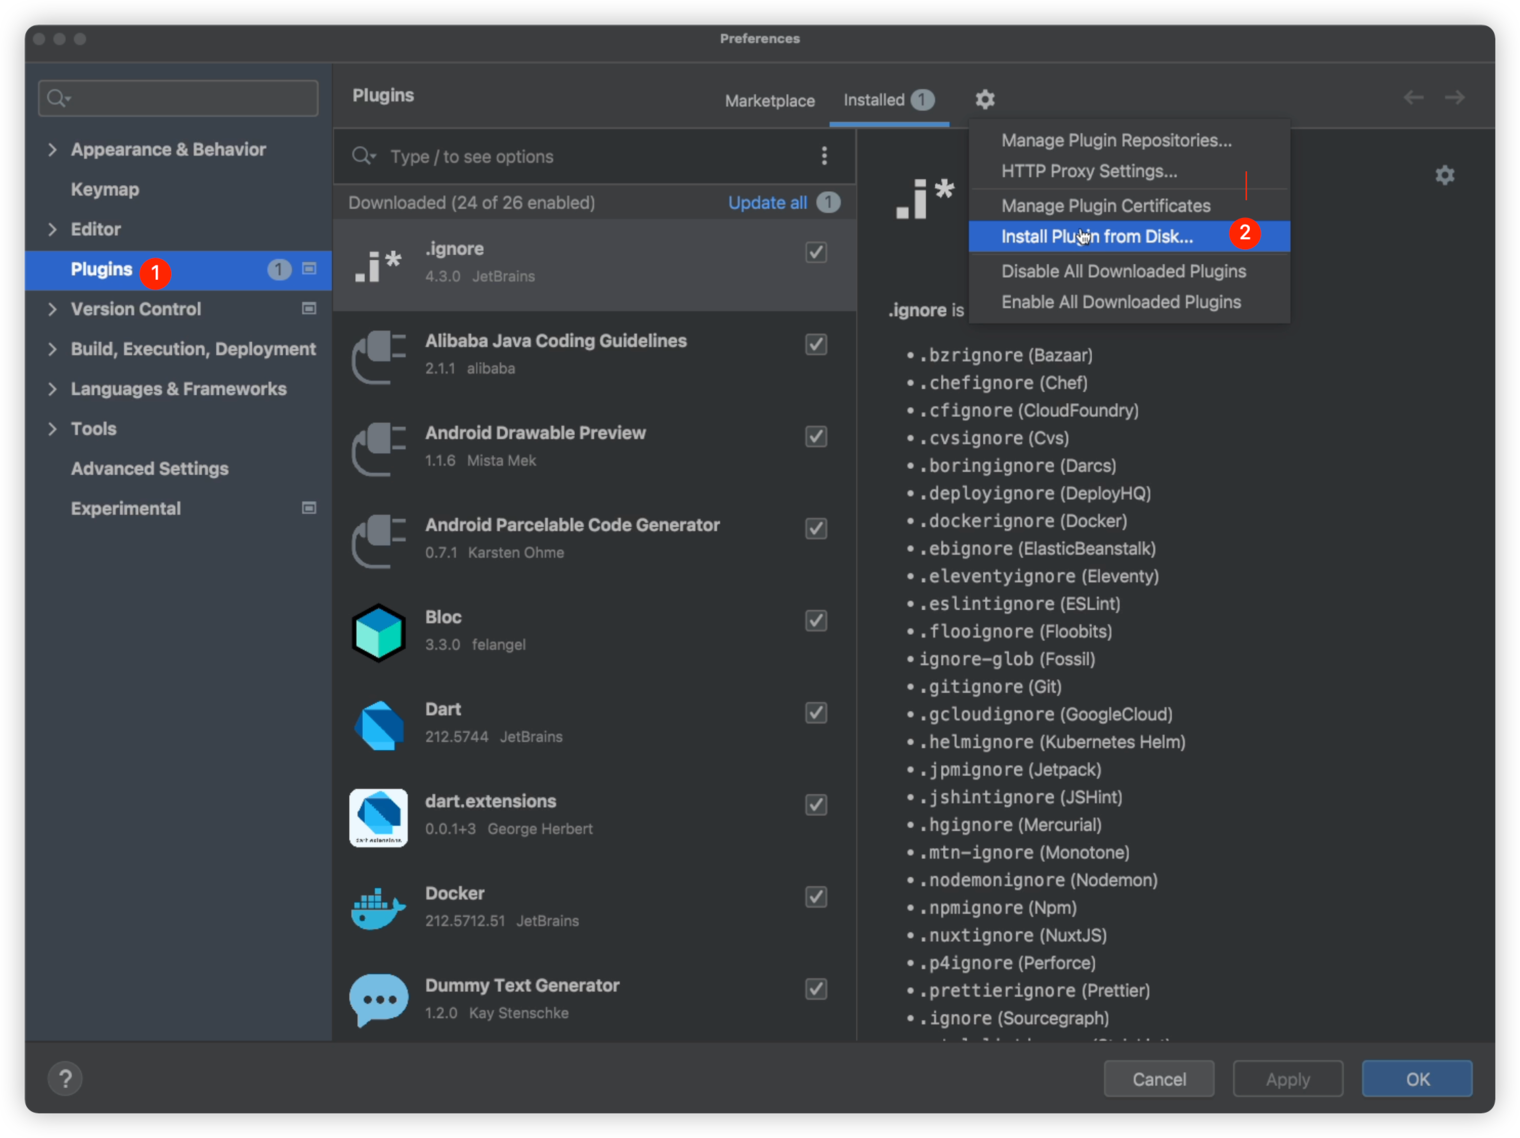 Preferences
Plugins
Marketplace
Installed 1
Appearance & Behavior
Keymap
Editor
Plugins 1 1
Version Control
Build, Execution, Deployment
Languages & Frameworks
Tools
Advanced Settings
Experimental
Type / to see options
Downloaded (24 of 26 enabled)
Update all 1
.i*
.ignore
4.3.0 JetBrains
Alibaba Java Coding Guidelines
2.1.1 alibaba
Android Drawable Preview
1.1.6 Mista Mek
Android Parcelable Code Generator
0.7.1 Karsten Ohme
Bloc
3.3.0 felangel
Dart
212.5744 JetBrains
dart.extensions
dart.extensions
0.0.1+3 George Herbert
Docker
212.5712.51 JetBrains
Dummy Text Generator
1.2.0 Kay Stenschke
.i*
Manage Plugin Repositories...
HTTP Proxy Settings...
Manage Plugin Certificates
Install Plugin from Disk... 2
Disable All Downloaded Plugins
Enable All Downloaded Plugins
.ignore is
• .bzrignore (Bazaar)
• .chefignore (Chef)
• .cfignore (CloudFoundry)
• .cvsignore (Cvs)
• .boringignore (Darcs)
• .deployignore (DeployHQ)
• .dockerignore (Docker)
• .ebignore (ElasticBeanstalk)
• .eleventyignore (Eleventy)
• .eslintignore (ESLint)
• .flooignore (Floobits)
• ignore-glob (Fossil)
• .gitignore (Git)
• .gcloudignore (GoogleCloud)
• .helmignore (Kubernetes Helm)
• .jpmignore (Jetpack)
• .jshintignore (JSHint)
• .hgignore (Mercurial)
• .mtn-ignore (Monotone)
• .nodemonignore (Nodemon)
• .npmignore (Npm)
• .nuxtignore (NuxtJS)
• .p4ignore (Perforce)
• .prettierignore (Prettier)
• .ignore (Sourcegraph)
?
Cancel
Apply
OK